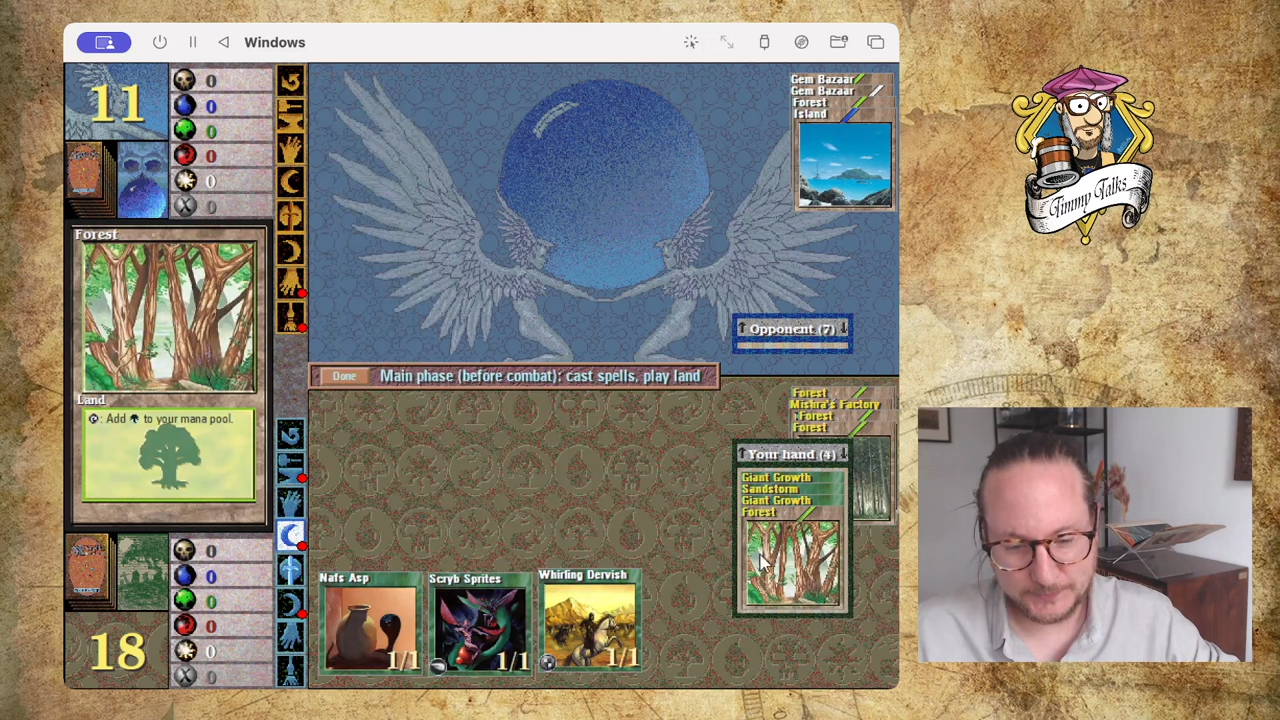 Windows
11
0
0
0
0
0
0
Forest
Land
: Add to your mana pool.
Gem Bazaar
Gem Bazaar
Forest
Island
Opponent (7)
Done
Main phase (before combat): cast spells, play land
Forest
Mishra's Factory
Forest
Forest
Your hand (4)
Giant Growth
Sandstorm
Giant Growth
Forest
Nafs Asp
1/1
Scryb Sprites
1/1
Whirling Dervish
1/1
18
0
0
0
0
0
0
Timmy Talks